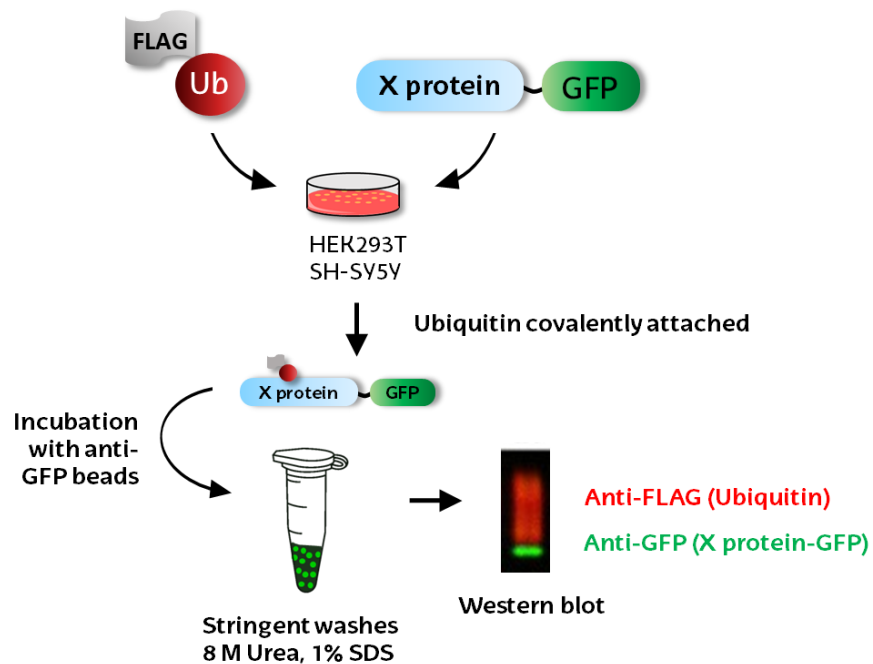 FLAG
Ub
X protein
GFP
HEK293T
SH-SY5Y
Ubiquitin covalently attached
X protein
GFP
Incubation
with anti-
GFP beads
Anti-FLAG (Ubiquitin)
Anti-GFP (X protein-GFP)
Western blot
Stringent washes
8 M Urea, 1% SDS